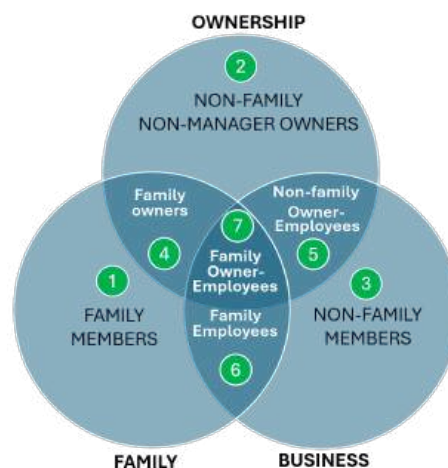 OWNERSHIP
2
NON-FAMILY
NON-MANAGER OWNERS
Family
owners
Non-family
Owner-
Employees
7
4
5
Family
Owner-
Employees
1
3
FAMILY
MEMBERS
Family
Employees
NON-FAMILY
MEMBERS
6
FAMILY
BUSINESS